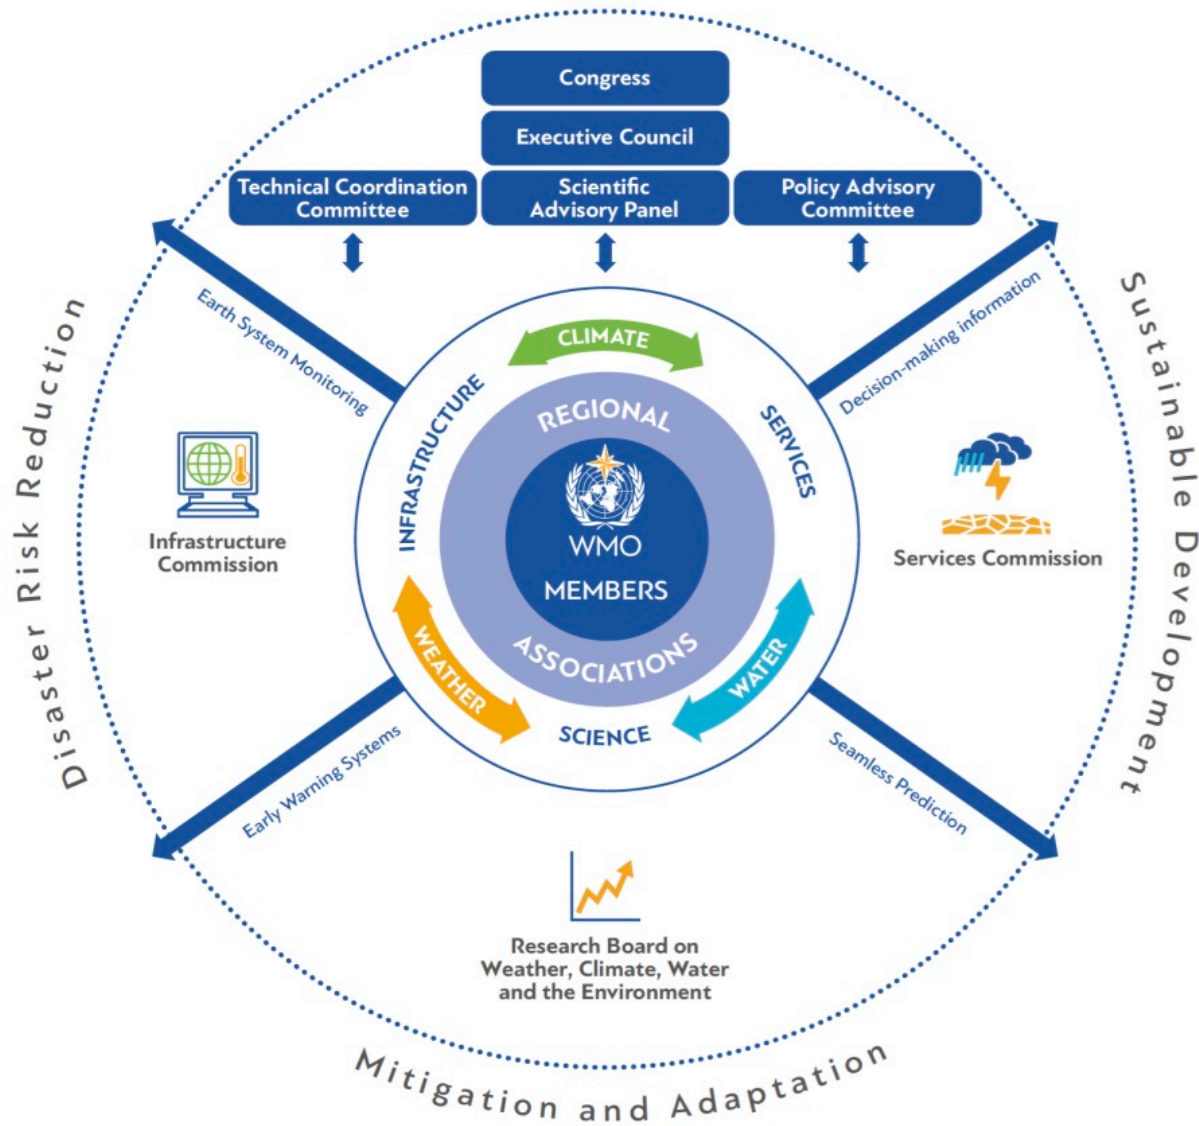 Congress
Executive Council
Technical Coordination
Committee
Scientific
Advisory Panel
Policy Advisory
Committee
Earth System Monitoring
Decision-making information
Disaster Risk Reduction
Sustainable Development
CLIMATE
INFRASTRUCTURE
SERVICES
REGIONAL
WMO
MEMBERS
ASSOCIATIONS
WEATHER
WATER
SCIENCE
Infrastructure
Commission
Services Commission
Early Warning Systems
Seamless Prediction
Research Board on
Weather, Climate, Water
and the Environment
Mitigation and Adaptation